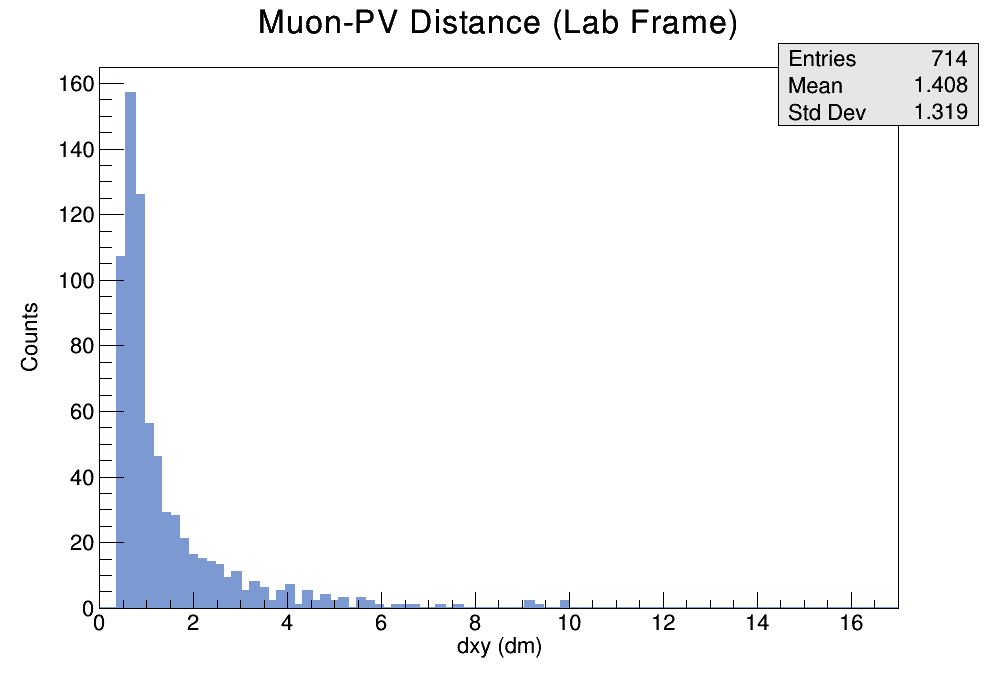 Muon-PV Distance (Lab Frame)
Entries 714
Mean 1.408
Std Dev 1.319
160
140
120
100
80
60
40
20
0
Counts
0 2 4 6 8 10 12 14 16
dxy (dm)